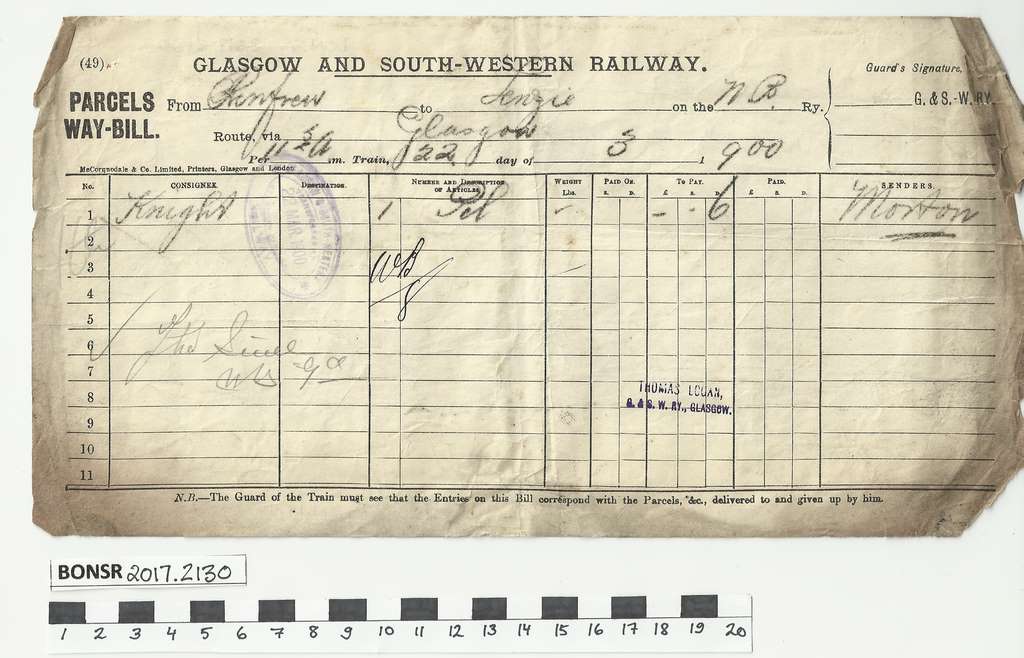 (49)
GLASGOW AND SOUTH-WESTERN RAILWAY.
Guard's Signature,
PARCELS WAY-BILL.
From Renfrew to Lenzie on the N B. Ry.
G. & S.-W. RY.
Route, via Glasgow
Per 11 5 A m. Train, 22 day of 3 1900
McCorquodale & Co. Limited, Printers, Glasgow and London
No. CONSIGNEE. DESTINATION. NUMBER AND DESCRIPTION OF ARTICLES. WEIGHT Lbs. PAID ON. S. D. TO PAY. £ S. D. PAID. £ S. D. SENDERS.
1 Knight 1 Pcl - - - 6 Morton
2
3
4
5
6
7
8
THOMAS LOGAN,
G. & S. W. RY., GLASGOW.
9
10
11
N.B.—The Guard of the Train must see that the Entries on this Bill correspond with the Parcels, &c., delivered to and given up by him.
BONSR 2017.2130
1 2 3 4 5 6 7 8 9 10 11 12 13 14 15 16 17 18 19 20